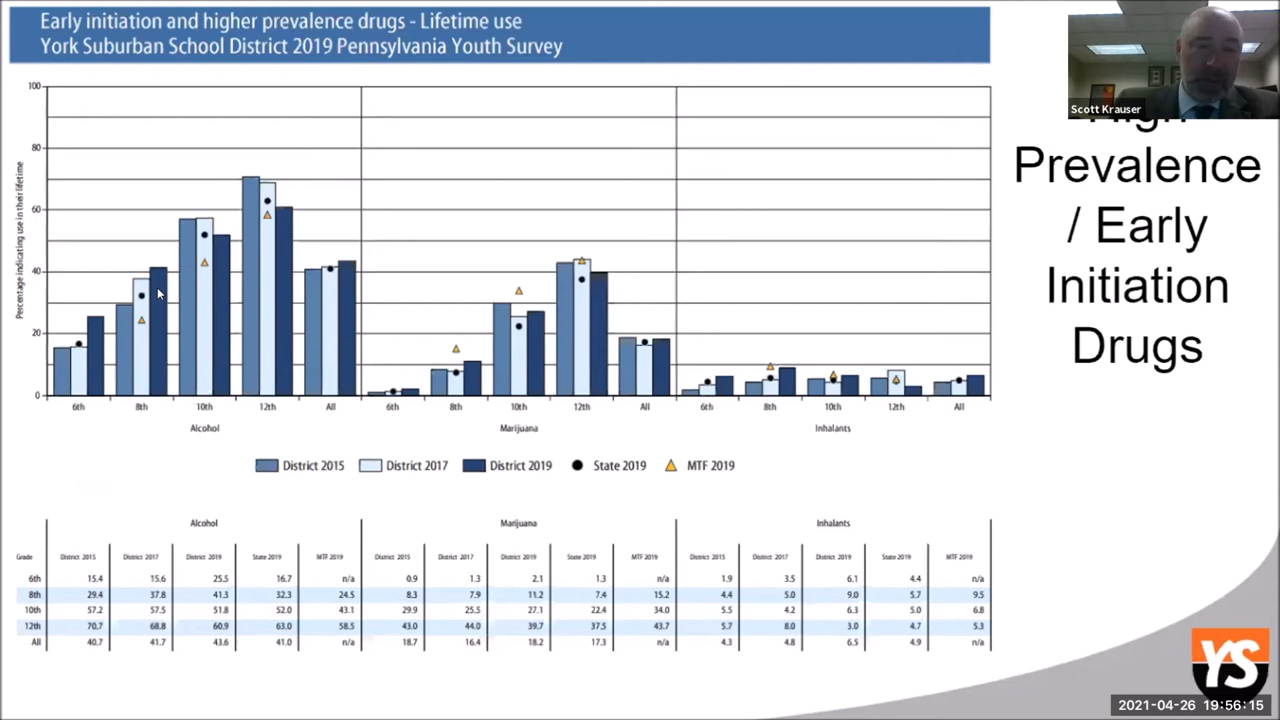 Early initiation and higher prevalence drugs - Lifetime use
York Suburban School District 2019 Pennsylvania Youth Survey
Percentage indicating use in their lifetime
100
80
60
40
20
0
6th 8th 10th 12th All 6th 8th 10th 12th All 6th 8th 10th 12th All
Alcohol Marijuana Inhalants
District 2015 District 2017 District 2019 State 2019 MTF 2019
Alcohol Marijuana Inhalants
Grade District 2015 District 2017 District 2019 State 2019 MTF 2019 District 2015 District 2017 District 2019 State 2019 MTF 2019 District 2015 District 2017 District 2019 State 2019 MTF 2019
6th 15.4 15.6 25.5 16.7 n/a 0.9 1.3 2.1 1.3 n/a 1.9 3.5 6.1 4.4 n/a
8th 29.4 37.8 41.3 32.3 24.5 8.3 7.9 11.2 7.4 15.2 4.4 5.0 9.0 5.7 9.5
10th 57.2 57.5 51.8 52.0 43.1 29.9 25.5 27.1 22.4 34.0 5.5 4.2 6.3 5.0 6.8
12th 70.7 68.8 60.9 63.0 58.5 43.0 44.0 39.7 37.5 43.7 5.7 8.0 3.0 4.7 5.3
All 40.7 41.7 43.6 41.0 n/a 18.7 16.4 18.2 17.3 n/a 4.3 4.8 6.5 4.9 n/a
Scott Krauser
High
Prevalence
/ Early
Initiation
Drugs
YS
2021-04-26 19:56:15